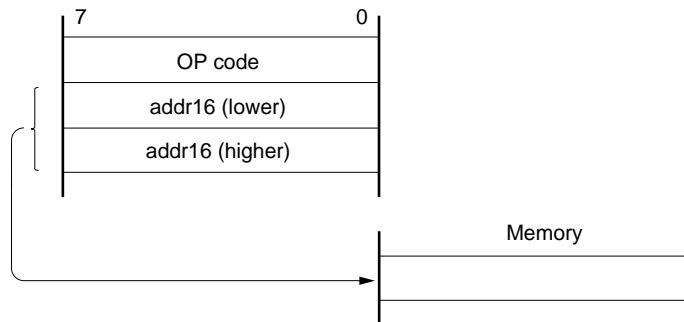 7 0
OP code
addr16 (lower)
addr16 (higher)
Memory